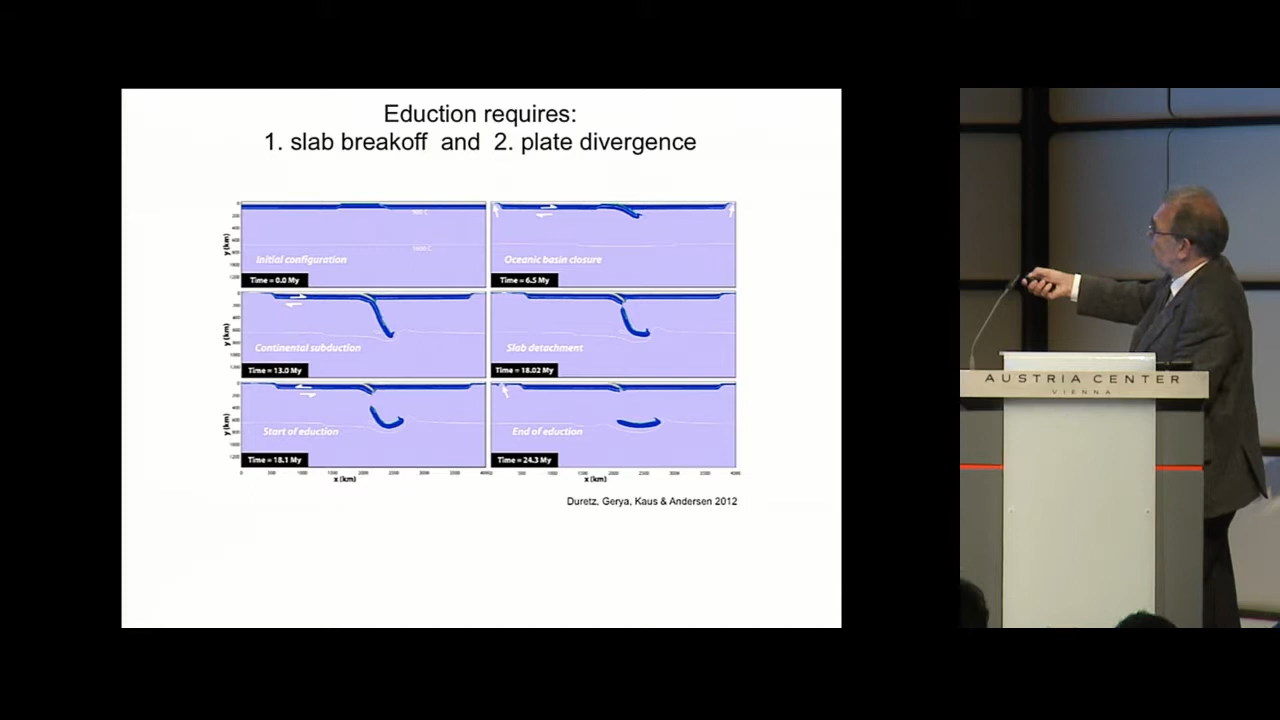 Eduction requires:
1. slab breakoff and 2. plate divergence
Initial configuration
Time = 0.0 My
Oceanic basin closure
Time = 6.5 My
Continental subduction
Time = 13.0 My
Slab detachment
Time = 18.02 My
Start of eduction
Time = 18.1 My
End of eduction
Time = 24.3 My
y (km)
y (km)
y (km)
x (km)
x (km)
Duretz, Gerya, Kaus & Andersen 2012
AUSTRIA CENTER
VIENNA